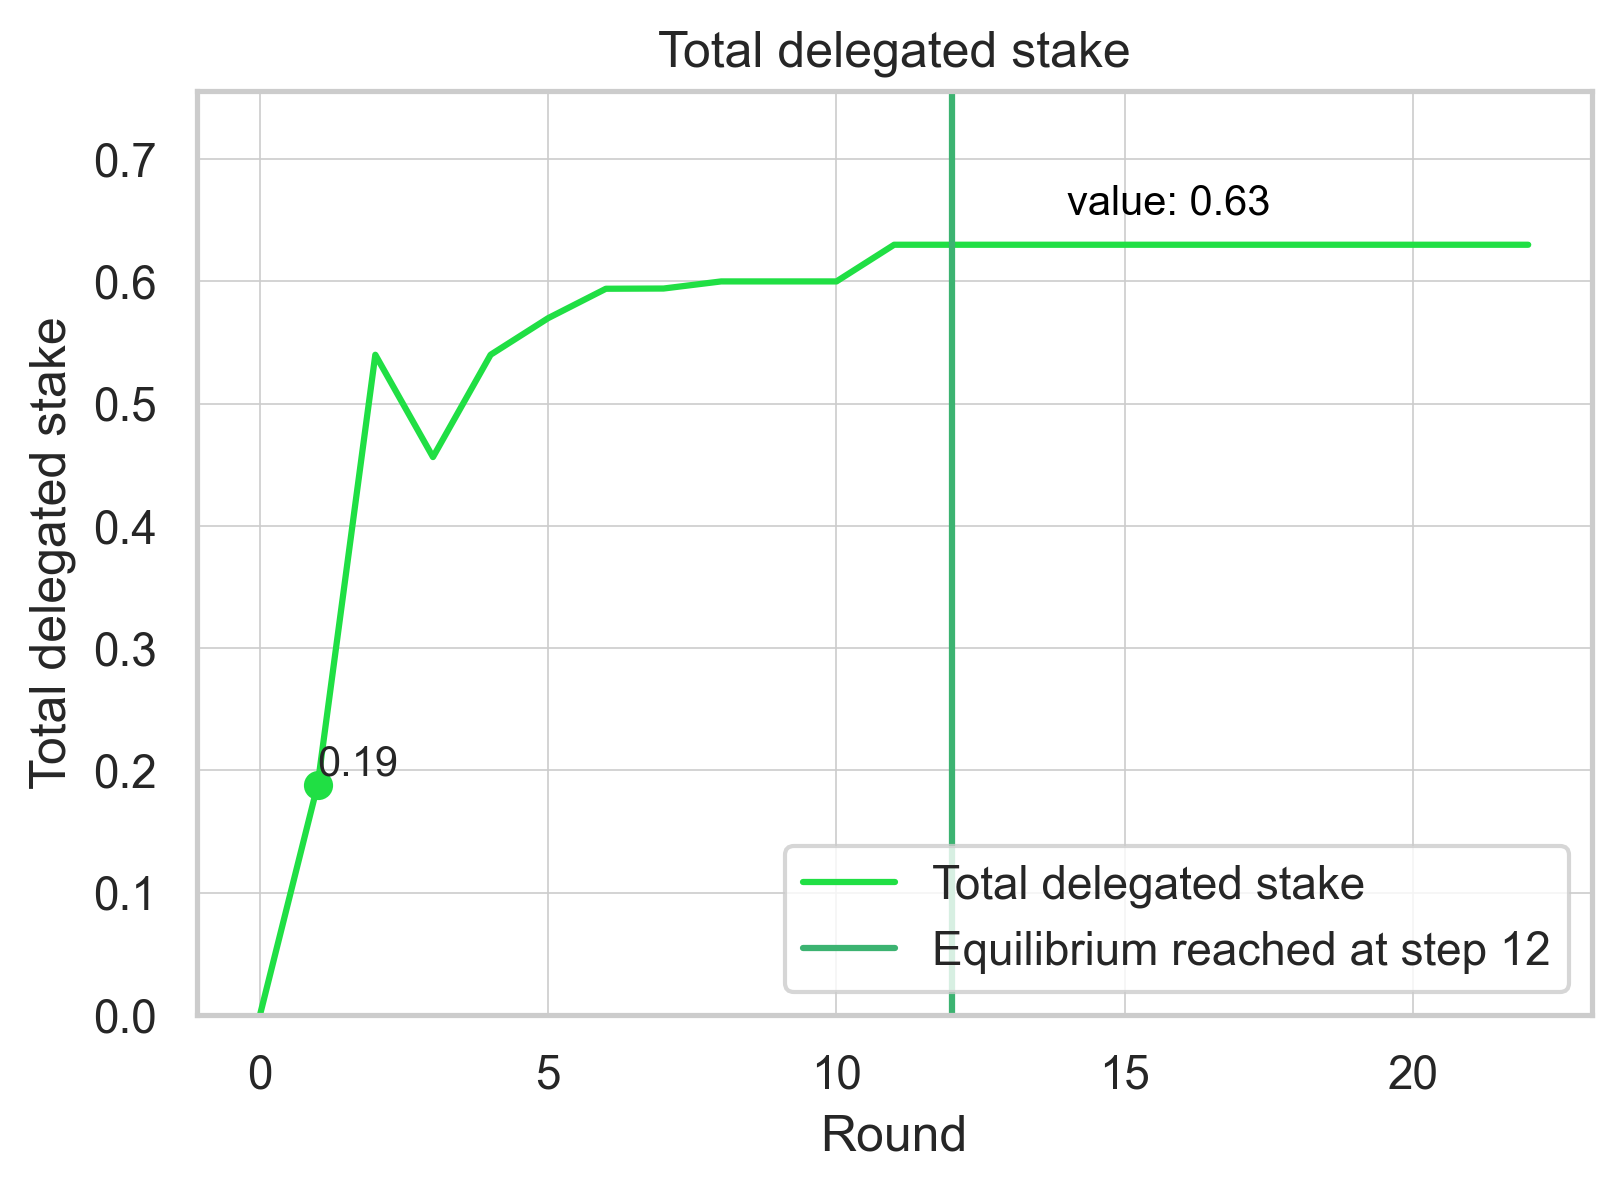 Total delegated stake
Total delegated stake
0.7
0.6
0.5
0.4
0.3
0.2
0.1
0.0
value: 0.63
0.19
Total delegated stake
Equilibrium reached at step 12
0
5
10
15
20
Round